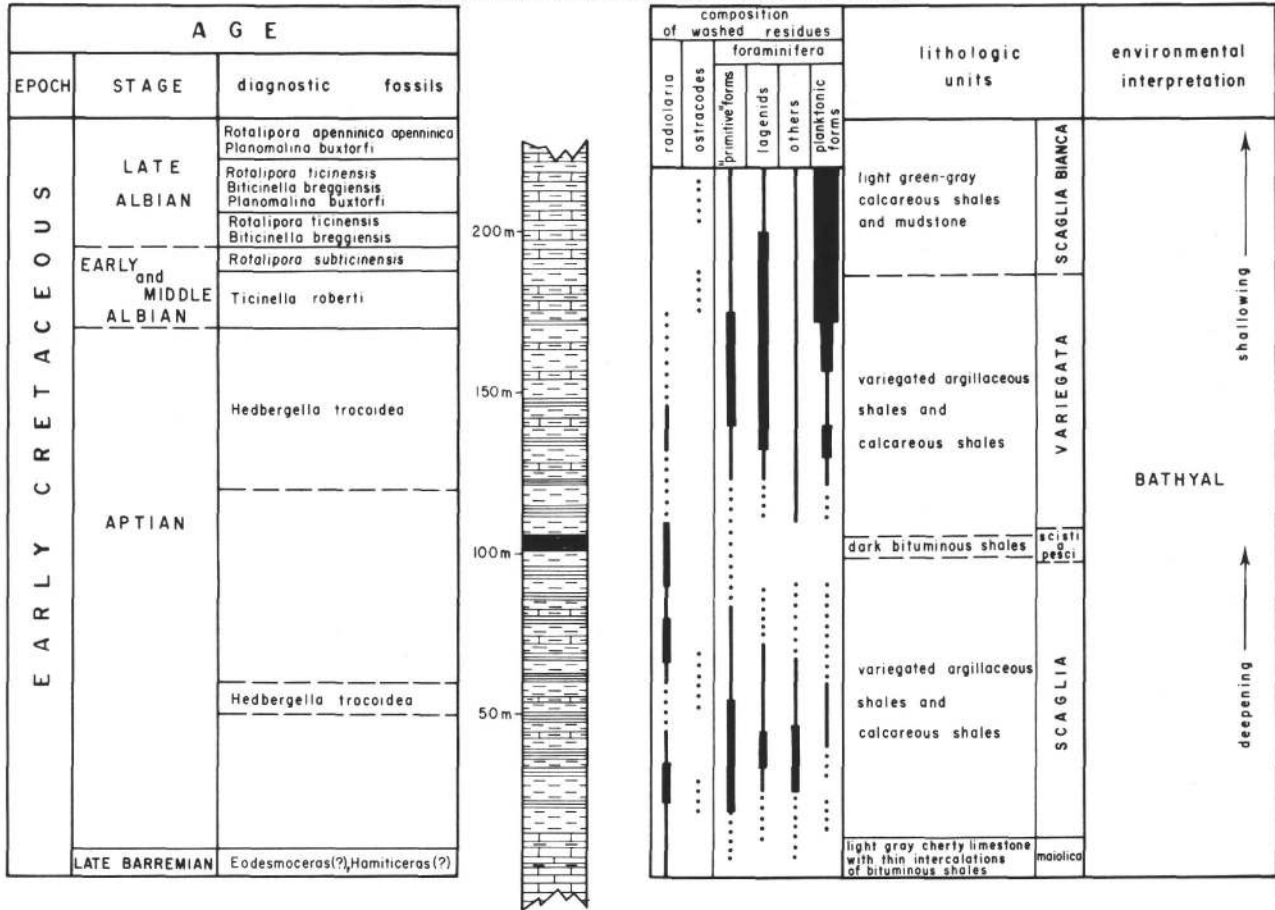 AGE
EPOCH
STAGE
diagnostic fossils
EARLY CRETACEOUS
LATE
ALBIAN
Rotalipora apenninica apenninica
Planomalina buxtorfi
Rotalipora ticinensis
Biticinella breggiensis
Planomalina buxtorfi
Rotalipora ticinensis
Biticinella breggiensis
EARLY
and
MIDDLE
ALBIAN
Rotalipora subticinensis
Ticinella roberti
APTIAN
Hedbergella trocoidea
Hedbergella trocoidea
LATE BARREMIAN
Eodesmoceras(?),Hamiticeras(?)
200m
150m
100m
50m
composition
of washed residues
foraminifera
radiolaria
ostracodes
"primitive"forms
lagenids
others
planktonic
forms
lithologic
units
light green-gray
calcareous shales
and mudstone
SCAGLIA BIANCA
variegated argillaceous
shales and
calcareous shales
VARIEGATA
dark bituminous shales
scisti
a
pesci
variegated argillaceous
shales and
calcareous shales
SCAGLIA
light gray cherty limestone
with thin intercalations
of bituminous shales
maiolica
environmental
interpretation
BATHYAL
shallowing
deepening